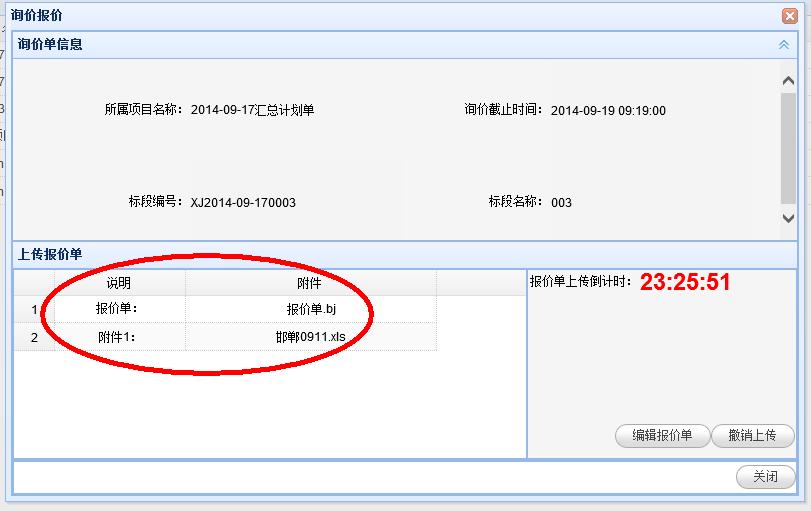 询价报价
询价单信息
所属项目名称： 2014-09-17汇总计划单 询价截止时间： 2014-09-19 09:19:00
标段编号： XJ2014-09-170003 标段名称： 003
上传报价单
说明 附件
1 报价单： 报价单.bj
2 附件1： 邯郸0911.xls
报价单上传倒计时： 23:25:51
编辑报价单 撤销上传
关闭